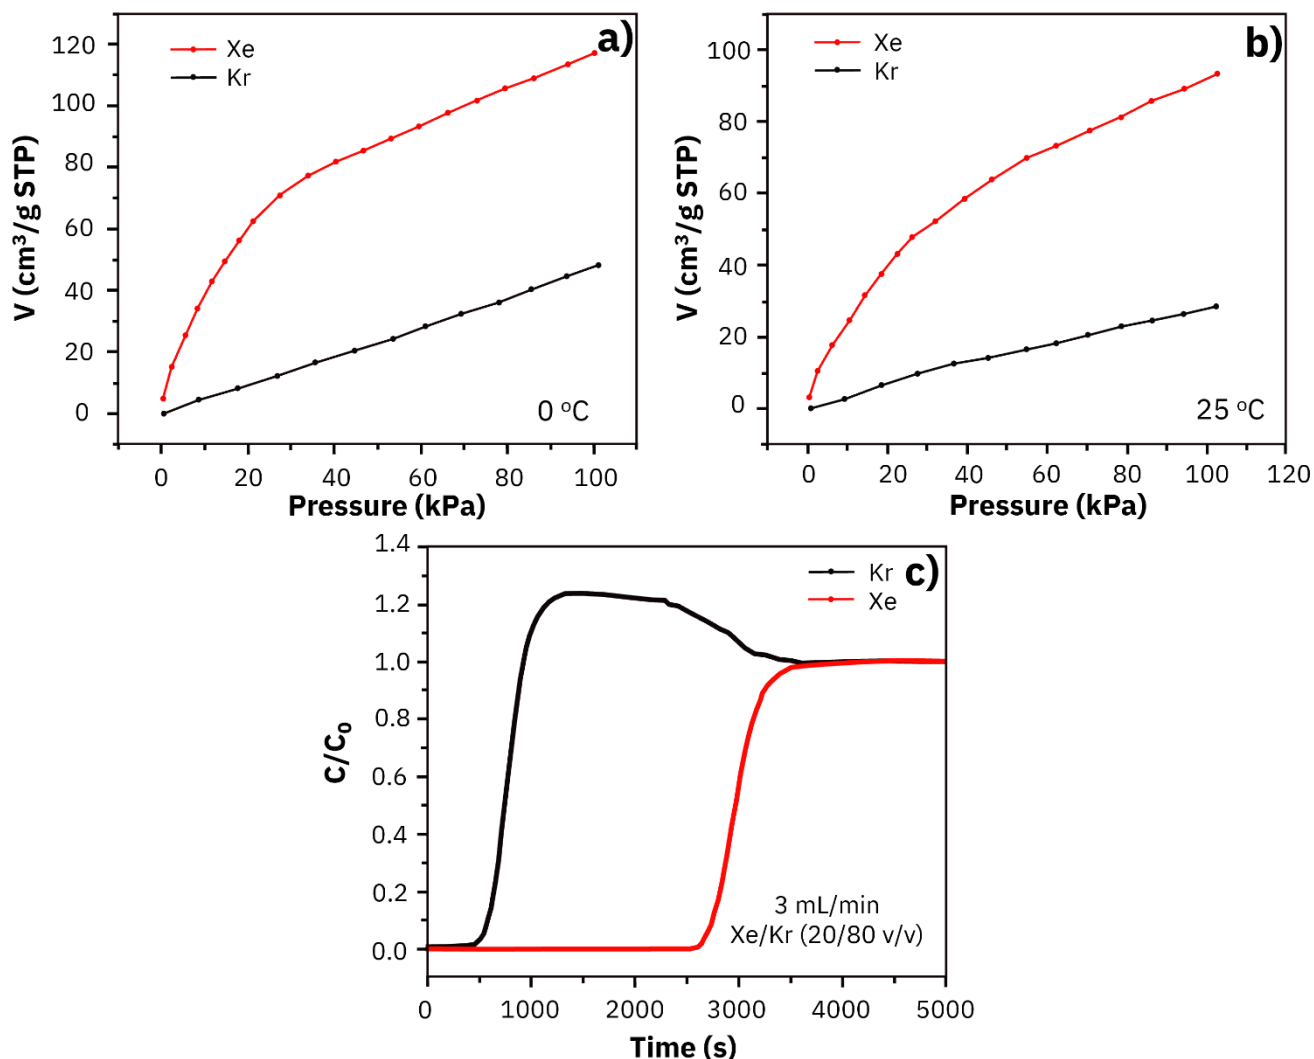 a)
Xe
Kr
120
100
80
60
40
20
0
V (cm³/g STP)
0 °C
0 20 40 60 80 100
Pressure (kPa)
b)
Xe
Kr
100
80
60
40
20
0
V (cm³/g STP)
25 °C
0 20 40 60 80 100 120
Pressure (kPa)
c)
Kr
Xe
1.4
1.2
1.0
0.8
0.6
0.4
0.2
0.0
C/C₀
3 mL/min
Xe/Kr (20/80 v/v)
0 1000 2000 3000 4000 5000
Time (s)